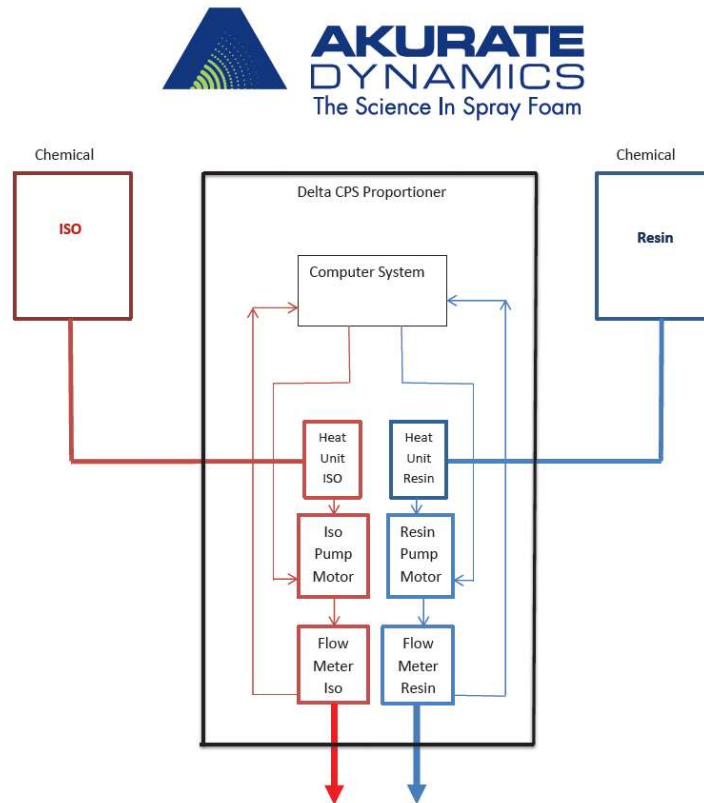 AKURATE
DYNAMICS
The Science In Spray Foam
Chemical
Chemical
ISO
Resin
Delta CPS Proportioner
Computer System
Heat
Unit
ISO
Heat
Unit
Resin
Iso
Pump
Motor
Resin
Pump
Motor
Flow
Meter
Iso
Flow
Meter
Resin